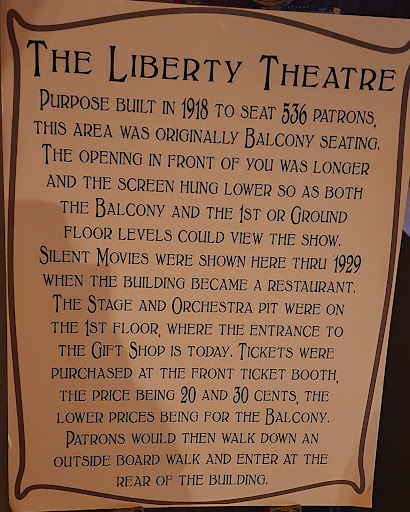 The Liberty Theatre
Purpose built in 1918 to seat 536 patrons,
this area was originally Balcony seating.
The opening in front of you was longer
and the screen hung lower so as both
the Balcony and the 1st or Ground
floor levels could view the show.
Silent Movies were shown here thru '1929
when the building became a restaurant.
The Stage and Orchestra pit were on
the 1st floor, where the entrance to
the Gift Shop is today. Tickets were
purchased at the front ticket booth,
the price being 20 and 30 cents, the
lower prices being for the Balcony.
Patrons would then walk down an
outside board walk and enter at the
rear of the building.